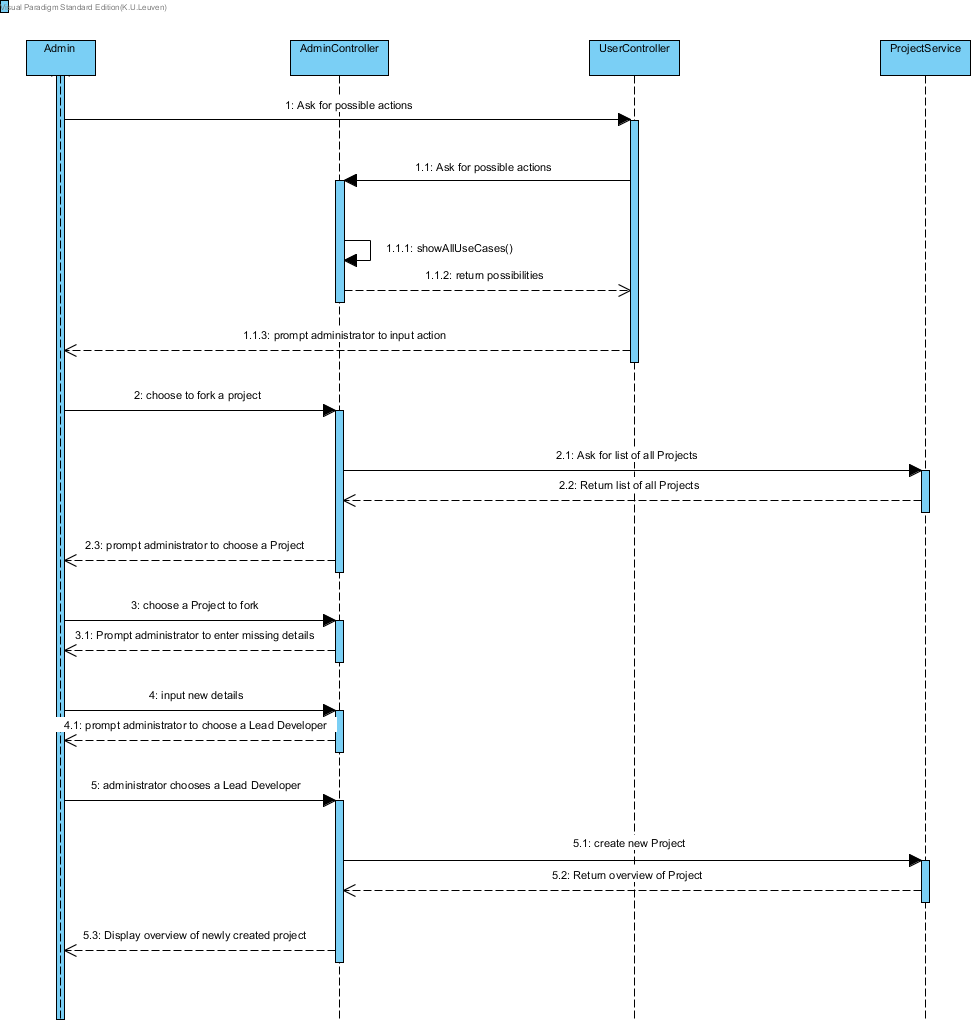 Visual Paradigm Standard Edition(K.U.Leuven)
Admin
AdminController
UserController
ProjectService
1: Ask for possible actions
1.1: Ask for possible actions
1.1.1: showAllUseCases()
1.1.2: return possibilities
1.1.3: prompt administrator to input action
2: choose to fork a project
2.1: Ask for list of all Projects
2.2: Return list of all Projects
2.3: prompt administrator to choose a Project
3: choose a Project to fork
3.1: Prompt administrator to enter missing details
4: input new details
4.1: prompt administrator to choose a Lead Developer
5: administrator chooses a Lead Developer
5.1: create new Project
5.2: Return overview of Project
5.3: Display overview of newly created project